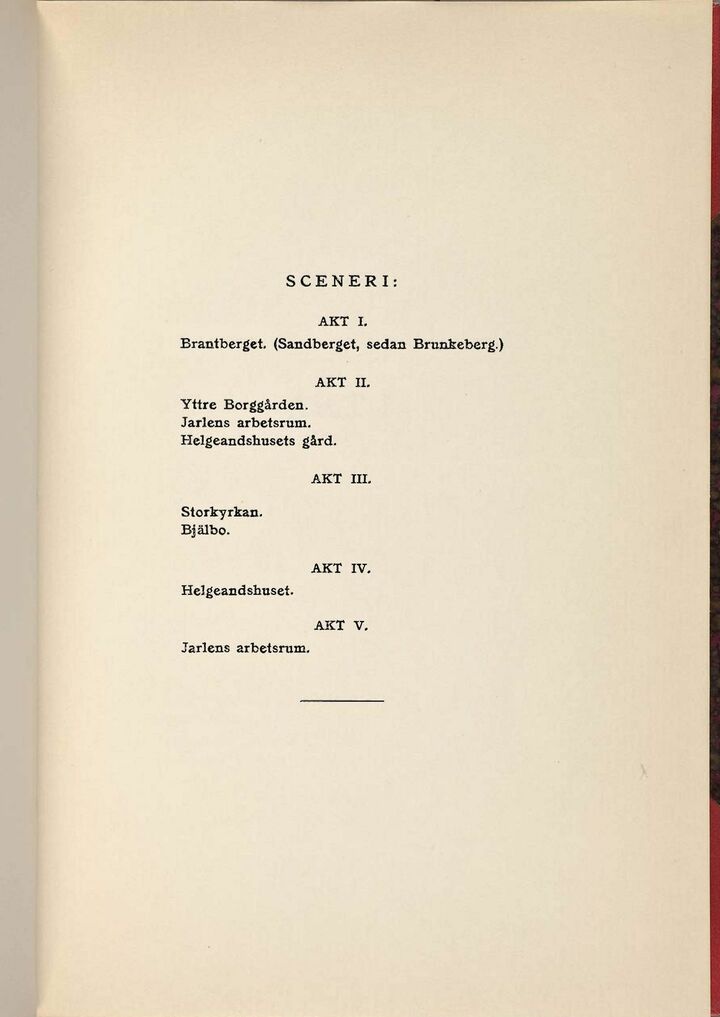 SCENERI:
AKT I.
Brantberget. (Sandberget, sedan Brunkeberg.)
AKT II.
Yttre Borggården.
Jarlens arbetsrum.
Helgeandshusets gård.
AKT III.
Storkyrkan.
Bjälbo.
AKT IV.
Helgeandshuset.
AKT V.
Jarlens arbetsrum.